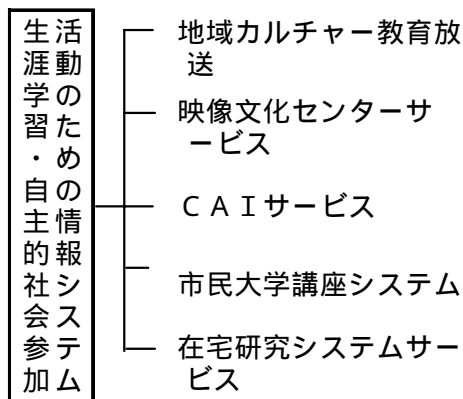 生涯学習・自主的社会参加
活動のための情報システム
地域カルチャー教育放
送
映像文化センターサ
ービス
ＣＡＩサービス
市民大学講座システム
在宅研究システムサー
ビス